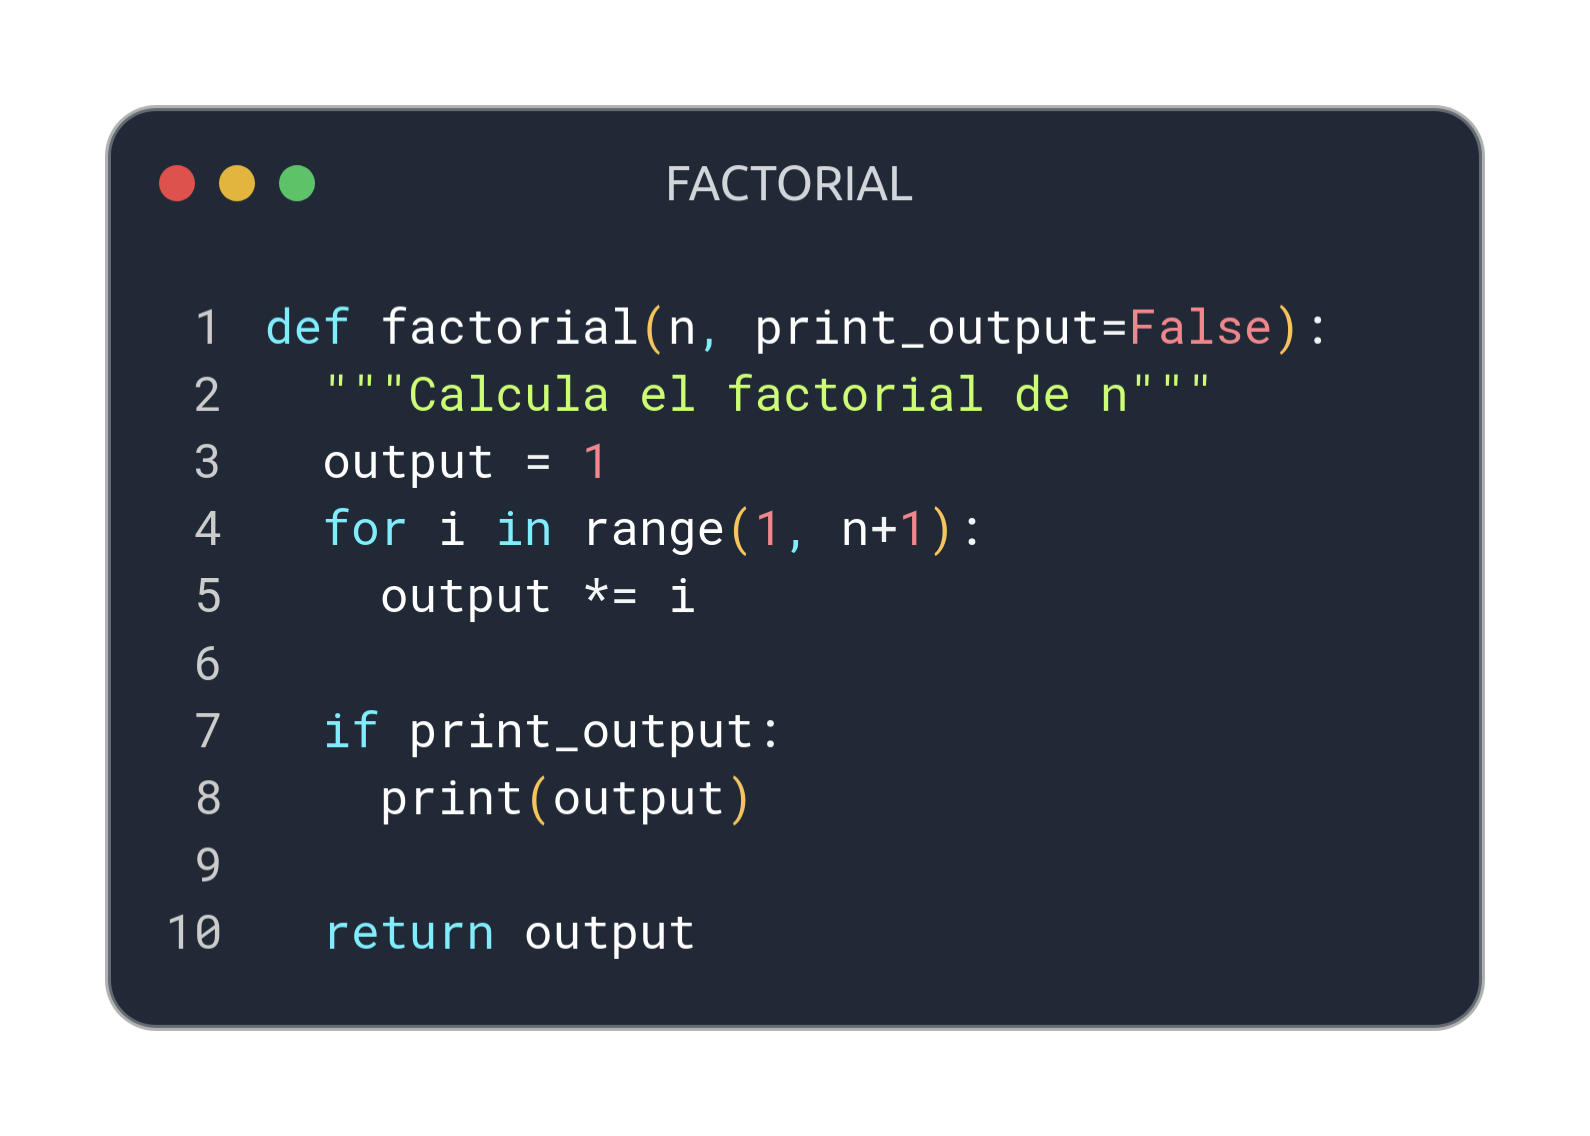 FACTORIAL
1 def factorial(n, print_output=False):
2   """Calcula el factorial de n"""
3   output = 1
4   for i in range(1, n+1):
5     output *= i
6
7   if print_output:
8     print(output)
9
10   return output